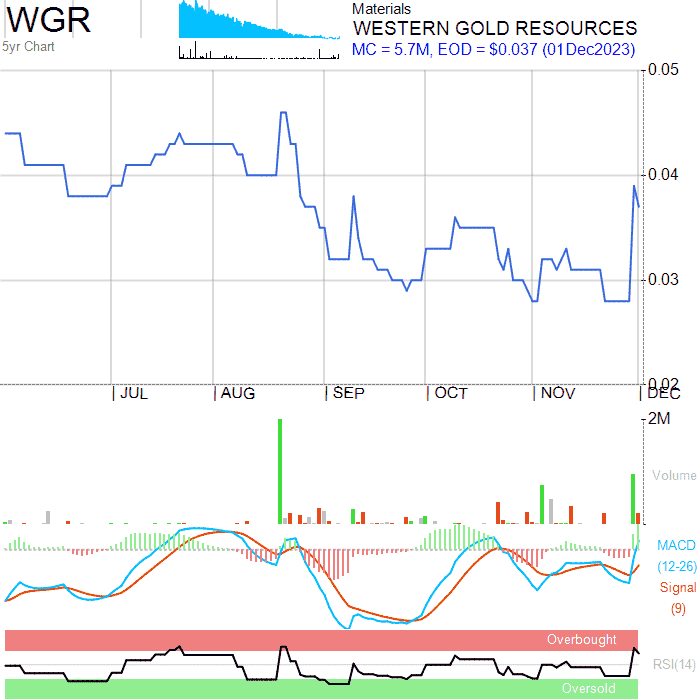 WGR
5yr Chart
Materials
WESTERN GOLD RESOURCES
MC = 5.7M, EOD = $0.037 (01Dec2023)
0.05
0.04
0.03
0.02
JUL AUG SEP OCT NOV DEC
2M
Volume
MACD
(12-26)
Signal
(9)
Overbought
RSI(14)
Oversold